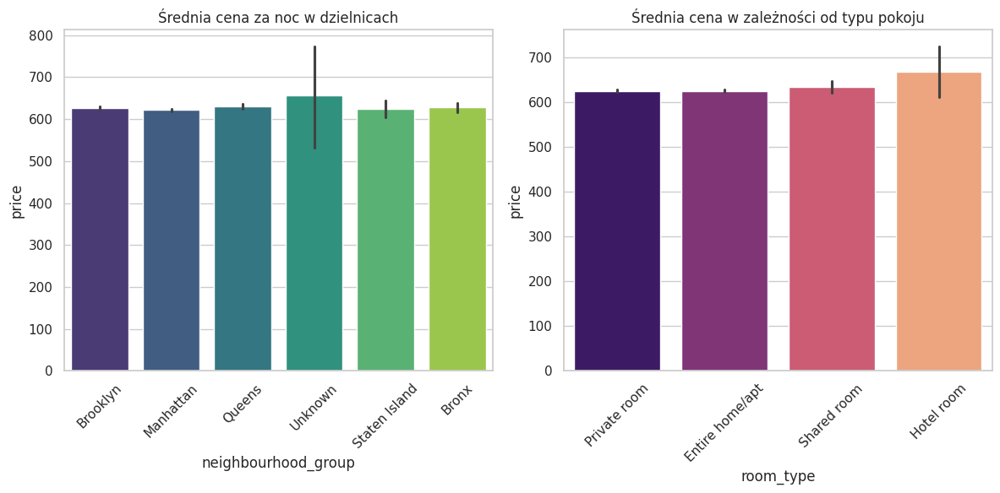 Średnia cena za noc w dzielnicach
800
700
600
500
400
300
200
100
0
price
Brooklyn
Manhattan
Queens
Unknown
Staten Island
Bronx
neighbourhood_group
Średnia cena w zależności od typu pokoju
700
600
500
400
300
200
100
0
price
Private room
Entire home/apt
Shared room
Hotel room
room_type